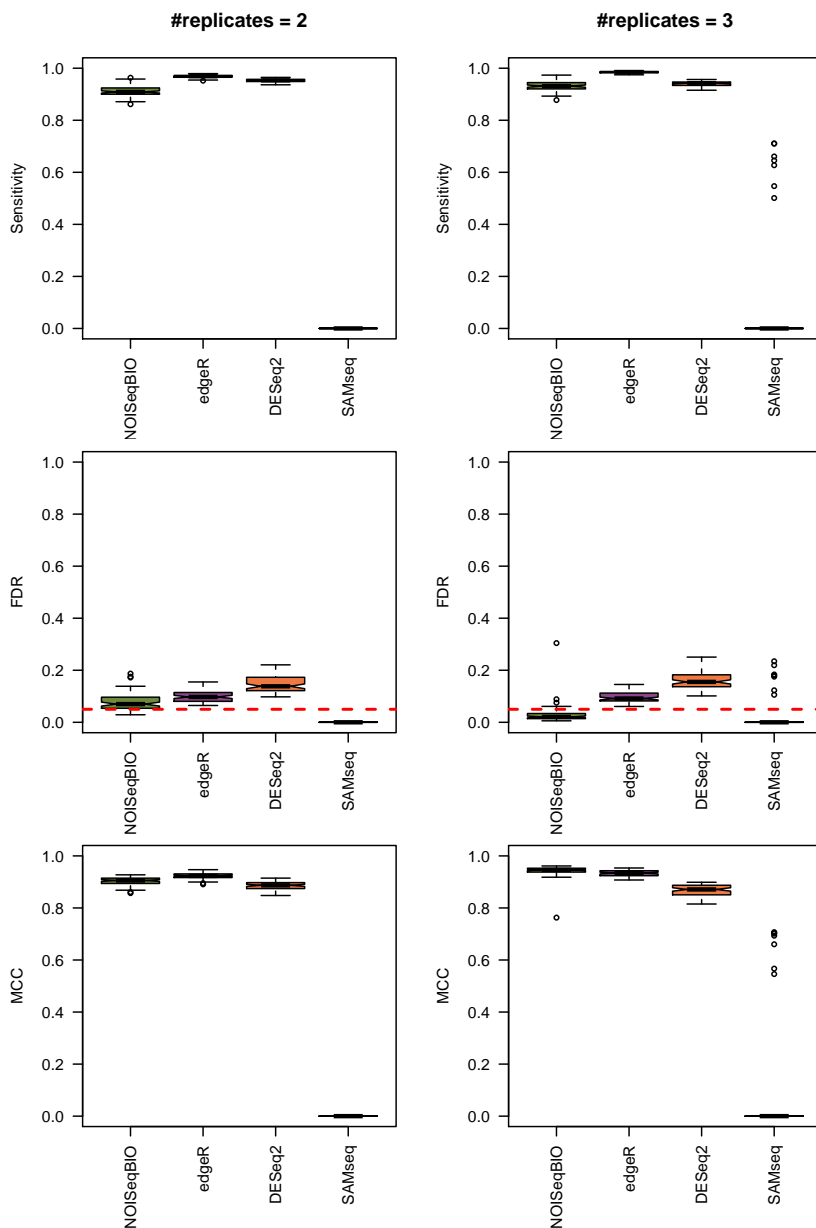 #replicates = 2
#replicates = 3
Sensitivity
1.0
0.8
0.6
0.4
0.2
0.0
NOISeqBIO
edgeR
DESeq2
SAMseq
Sensitivity
1.0
0.8
0.6
0.4
0.2
0.0
NOISeqBIO
edgeR
DESeq2
SAMseq
FDR
1.0
0.8
0.6
0.4
0.2
0.0
NOISeqBIO
edgeR
DESeq2
SAMseq
FDR
1.0
0.8
0.6
0.4
0.2
0.0
NOISeqBIO
edgeR
DESeq2
SAMseq
MCC
1.0
0.8
0.6
0.4
0.2
0.0
NOISeqBIO
edgeR
DESeq2
SAMseq
MCC
1.0
0.8
0.6
0.4
0.2
0.0
NOISeqBIO
edgeR
DESeq2
SAMseq